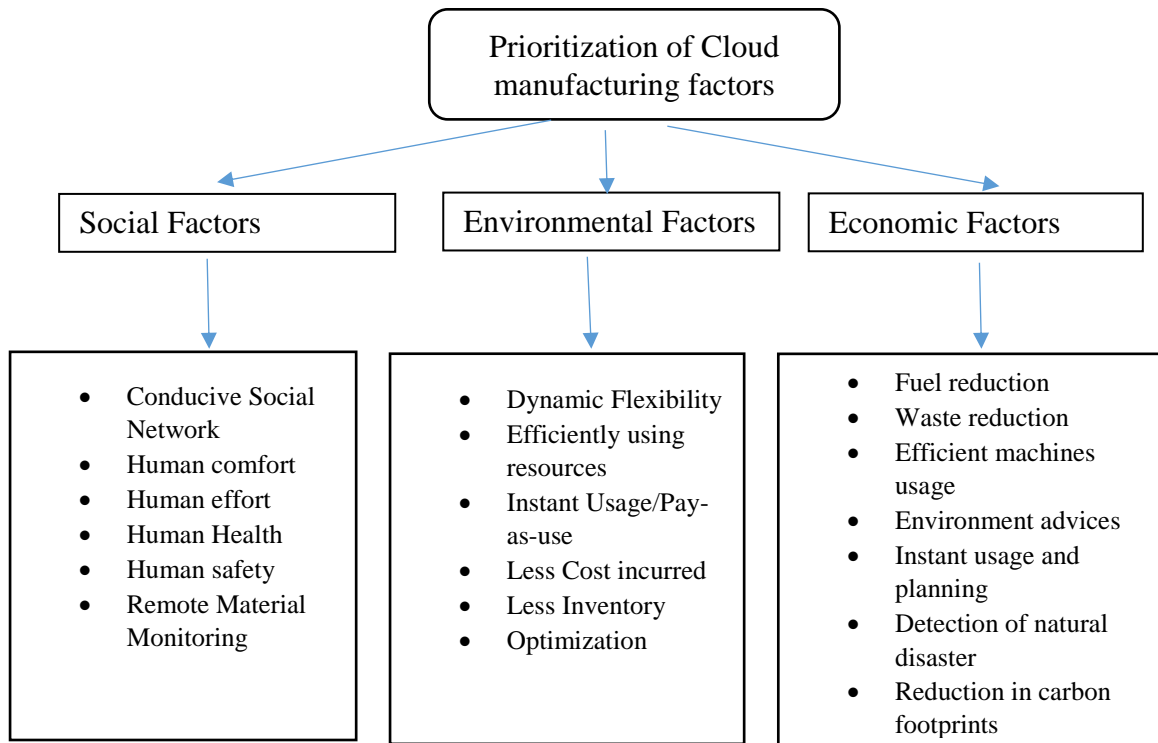 Prioritization of Cloud
manufacturing factors
Social Factors
Environmental Factors
Economic Factors
• Conducive Social
Network
• Human comfort
• Human effort
• Human Health
• Human safety
• Remote Material
Monitoring
• Dynamic Flexibility
• Efficiently using
resources
• Instant Usage/Pay-
as-use
• Less Cost incurred
• Less Inventory
• Optimization
• Fuel reduction
• Waste reduction
• Efficient machines
usage
• Environment advices
• Instant usage and
planning
• Detection of natural
disaster
• Reduction in carbon
footprints